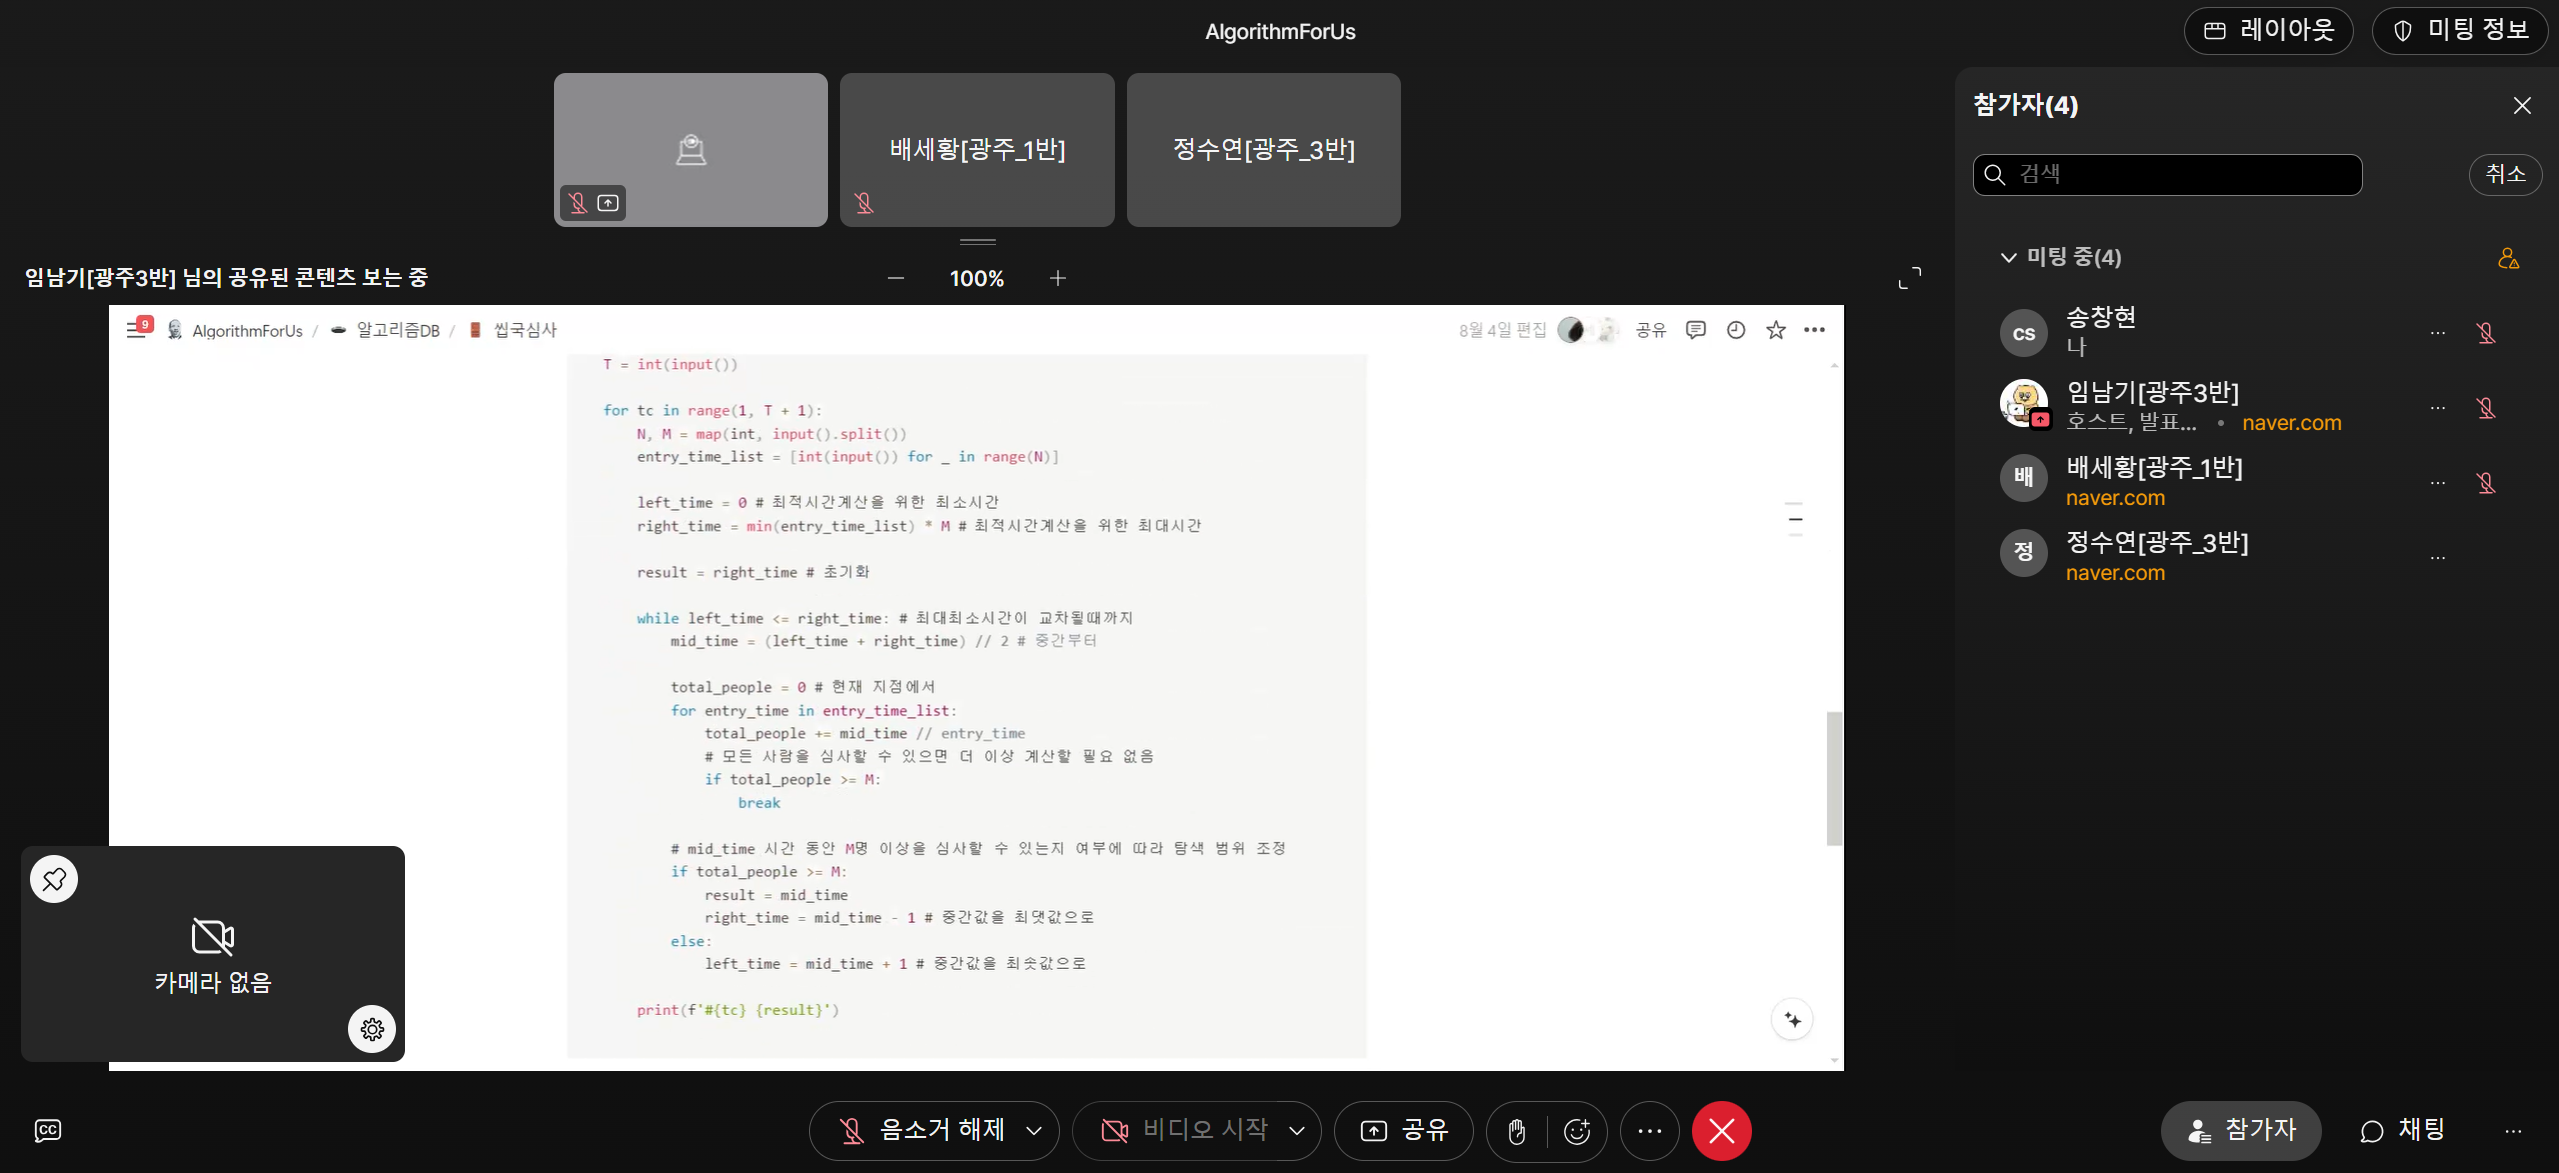 AlgorithmForUs
레이아웃
미팅 정보
배세황[광주_1반]
정수연[광주_3반]
임남기[광주3반] 님의 공유된 콘텐츠 보는 중
100%
9
AlgorithmForUs / 알고리즘DB / 씹국심사
8월 4일 편집
공유
T = int(input())
for tc in range(1, T + 1):
N, M = map(int, input().split())
entry_time_list = [int(input()) for _ in range(N)]
left_time = 0 # 최적시간계산을 위한 최소시간
right_time = min(entry_time_list) * M # 최적시간계산을 위한 최대시간
result = right_time # 초기화
while left_time <= right_time: # 최대최소시간이 교차될때까지
mid_time = (left_time + right_time) // 2 # 중간부터
total_people = 0 # 현재 지점에서
for entry_time in entry_time_list:
total_people += mid_time // entry_time
# 모든 사람을 심사할 수 있으면 더 이상 계산할 필요 없음
if total_people >= M:
break
# mid_time 시간 동안 M명 이상을 심사할 수 있는지 여부에 따라 탐색 범위 조정
if total_people >= M:
result = mid_time
right_time = mid_time - 1 # 중간값을 최댓값으로
else:
left_time = mid_time + 1 # 중간값을 최솟값으로
print(f'#{tc} {result}')
카메라 없음
참가자(4)
검색
취소
미팅 중(4)
CS
송창현
나
임남기[광주3반]
호스트, 발표... • naver.com
배
배세황[광주_1반]
naver.com
정
정수연[광주_3반]
naver.com
CC
음소거 해제
비디오 시작
공유
참가자
채팅